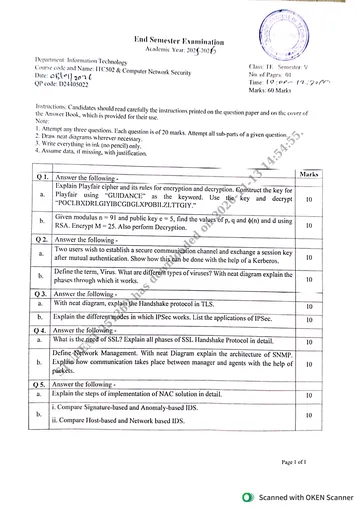 End Semester Examination
Academic Year:
Department: Information Technology
Course code and Name: ITC502 & Computer Network Security
Date:
QP code: D24105022
Class: TE Semester: V
No of Pages: 01
Time:
Marks: 60 Marks
Instructions: Candidates should read carefully the instructions printed on the question paper and on the cover of
the Answer Book, which is provided for their use.
Note:
1. Attempt any three questions. Each question is of 20 marks. Attempt all sub-parts of a given question.
2. Draw neat diagrams wherever necessary.
3. Write everything in ink (no pencil) only.
4. Assume data, if missing, with justification.
Q 1. Answer the following - Marks
a. Explain Playfair cipher and its rules for encryption and decryption. Construct the key for
Playfair using "GUIDANCE" as the keyword. Use the key and decrypt 10
b. Given modulus n = 91 and public key e = 5, find the values of p, q and ϕ(n) and d using
RSA. Encrypt M = 25. Also perform Decryption. 10
Q 2. Answer the following -
a. Two users wish to establish a secure communication channel and exchange a session key
after mutual authentication. Show how this can be done with the help of a Kerberos. 10
b. Define the term, Virus. What are different types of viruses? With neat diagram explain the
phases through which it works. 10
Q 3. Answer the following -
a. With neat diagram, explain the Handshake protocol in TLS. 10
b. Explain the different modes in which IPSec works. List the applications of IPSec. 10
Q 4. Answer the following -
a. What is the need of SSL? Explain all phases of SSL Handshake Protocol in detail. 10
b. Define Network Management. With neat Diagram explain the architecture of SNMP.
Explain how communication takes place between manager and agents with the help of 10
packets.
Q 5. Answer the following -
a. Explain the steps of implementation of NAC solution in detail. 10
b. i. Compare Signature-based and Anomaly-based IDS. 10
ii. Compare Host-based and Network based IDS.
Page 1 of 1
Scanned with OKEN Scanner